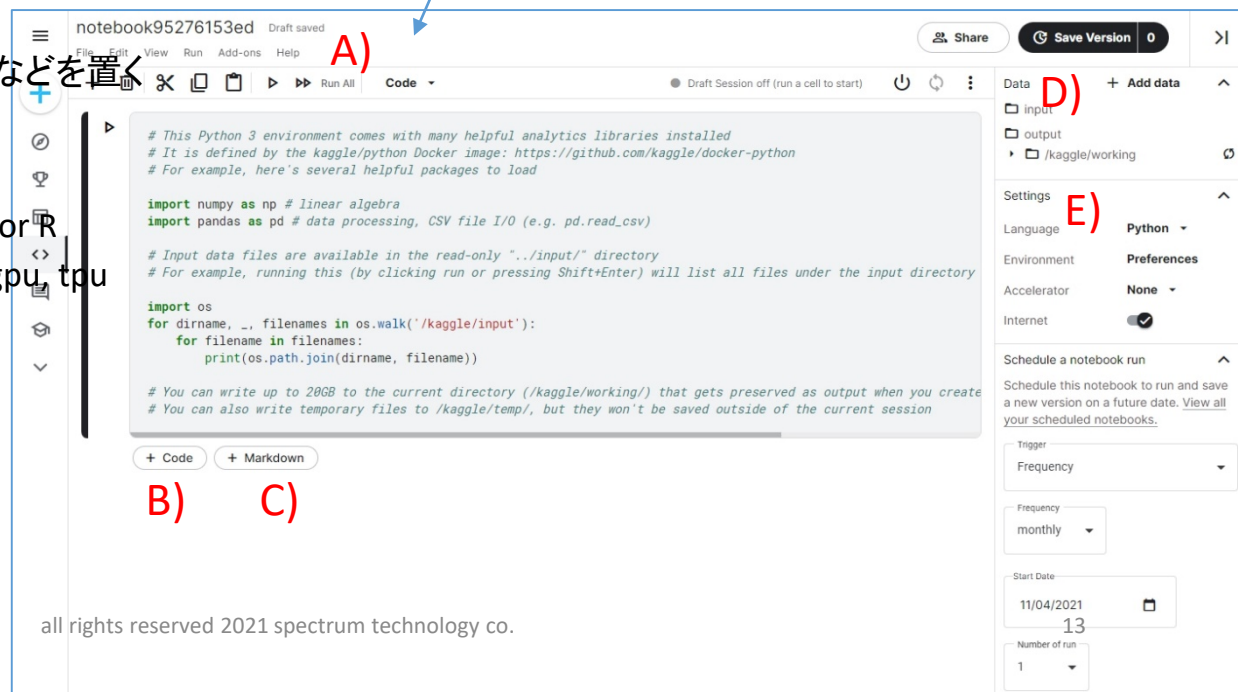 notebook95276153ed Draft saved
File Edit View Run Add-ons Help
A)
Share
Save Version 0
などを置く
Run All Code
Draft Session off (run a cell to start)
# This Python 3 environment comes with many helpful analytics libraries installed
# It is defined by the kaggle/python Docker image: https://github.com/kaggle/docker-python
# For example, here's several helpful packages to load
import numpy as np # linear algebra
import pandas as pd # data processing, CSV file I/O (e.g. pd.read_csv)
or R
# Input data files are available in the read-only "../input/" directory
# For example, running this (by clicking run or pressing Shift+Enter) will list all files under the input directory
gpu, tpu
import os
for dirname, _, filenames in os.walk('/kaggle/input'):
for filename in filenames:
print(os.path.join(dirname, filename))
# You can write up to 20GB to the current directory (/kaggle/working/) that gets preserved as output when you create
# You can also write temporary files to /kaggle/temp/, but they won't be saved outside of the current session
+ Code + Markdown
B) C)
Data + Add data
D)
input
output
/kaggle/working
Settings
E)
Language Python
Environment Preferences
Accelerator None
Internet
Schedule a notebook run
Schedule this notebook to run and save
a new version on a future date. View all
your scheduled notebooks.
Trigger
Frequency
Frequency
monthly
Start Date
11/04/2021
Number of run
1
all rights reserved 2021 spectrum technology co.
13